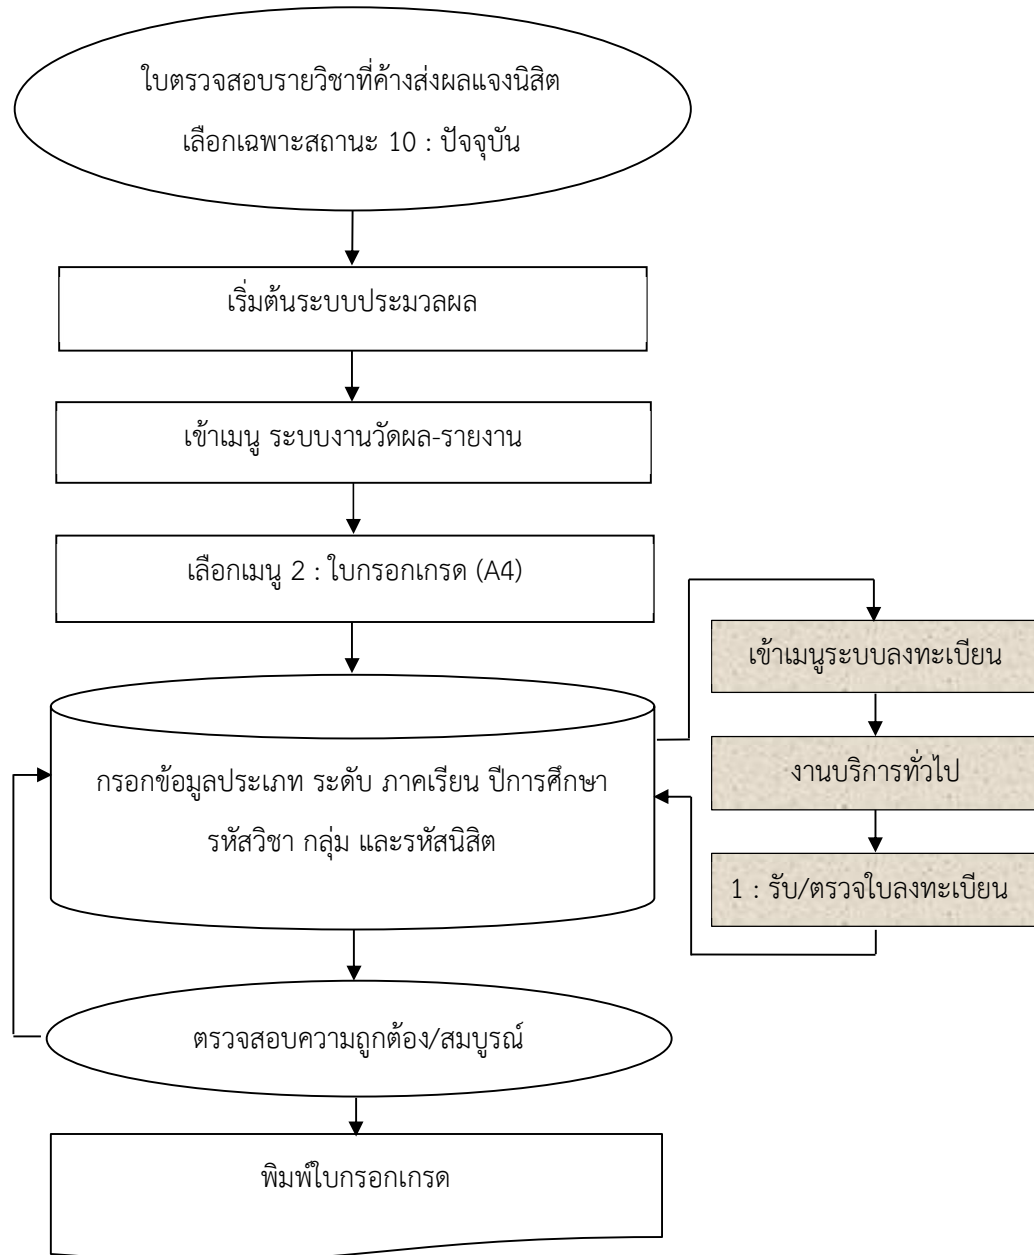 ใบตรวจสอบรายวิชาที่ค้างส่งผลแจงนิสิต
เลือกเฉพาะสถานะ 10 : ปัจจุบัน
เริ่มต้นระบบประมวลผล
เข้าเมนู ระบบงานวัดผล-รายงาน
เลือกเมนู 2 : ใบกรอกเกรด (A4)
เข้าเมนูระบบลงทะเบียน
งานบริการทั่วไป
1 : รับ/ตรวจใบลงทะเบียน
กรอกข้อมูลประเภท ระดับ ภาคเรียน ปีการศึกษา
รหัสวิชา กลุ่ม และรหัสนิสิต
ตรวจสอบความถูกต้อง/สมบูรณ์
พิมพ์ใบกรอกเกรด